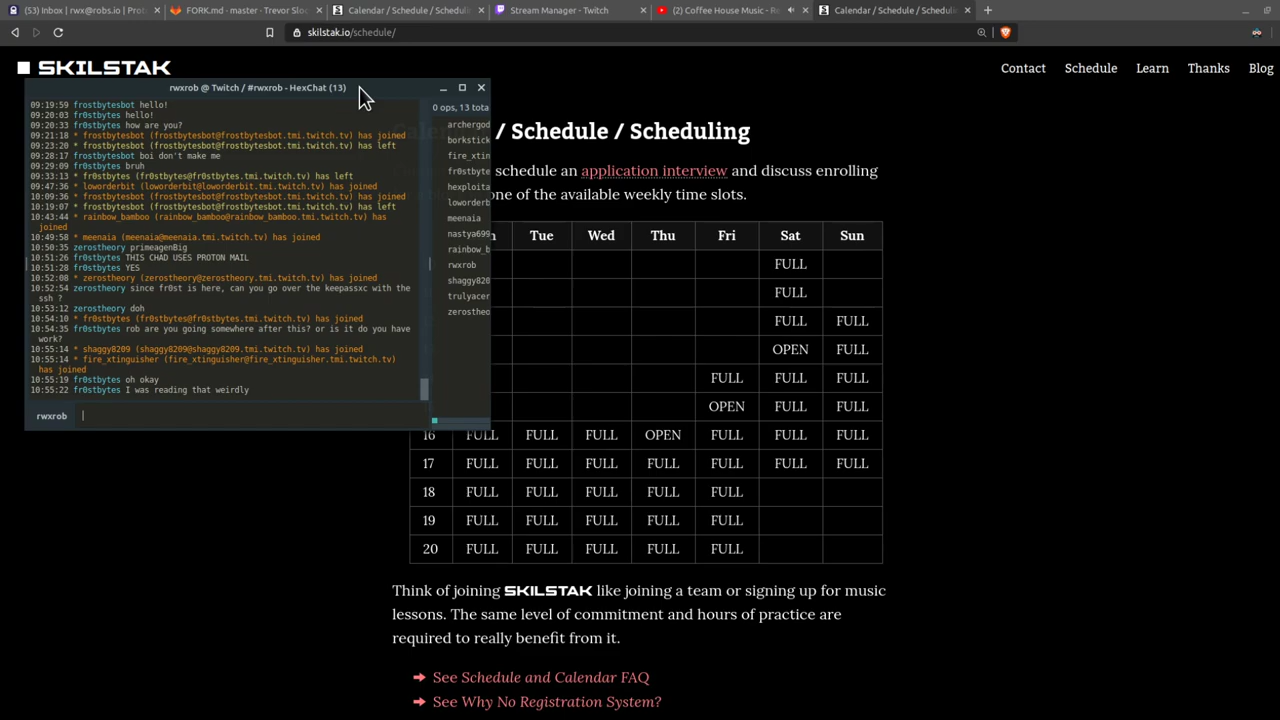 (53) Inbox | rwx@robs.io | Prot
FORK.md · master · Trevor Sloc
Calendar / Schedule / Scheduli
Stream Manager - Twitch
(2) Coffee House Music - Re
Calendar / Schedule / Scheduli
skilstak.io/schedule/
SKILSTAK
Contact Schedule Learn Thanks Blog
rwxrob @ Twitch / #rwxrob - HexChat (13)
09:19:59 frostbytesbot hello!
09:20:03 fr0stbytes hello!
09:20:33 fr0stbytes how are you?
09:21:18 * frostbytesbot (frostbytesbot@frostbytesbot.tmi.twitch.tv) has joined
09:23:20 * frostbytesbot (frostbytesbot@frostbytesbot.tmi.twitch.tv) has left
09:28:17 frostbytesbot boi don't make me
09:29:09 fr0stbytes bruh
09:33:13 * fr0stbytes (fr0stbytes@fr0stbytes.tmi.twitch.tv) has left
09:47:36 * loworderbit (loworderbit@loworderbit.tmi.twitch.tv) has joined
10:09:36 * frostbytesbot (frostbytesbot@frostbytesbot.tmi.twitch.tv) has joined
10:19:07 * frostbytesbot (frostbytesbot@frostbytesbot.tmi.twitch.tv) has left
10:43:44 * rainbow_bamboo (rainbow_bamboo@rainbow_bamboo.tmi.twitch.tv) has
joined
10:49:58 * meenaia (meenaia@meenaia.tmi.twitch.tv) has joined
10:50:35 zerostheory primeagenBig
10:51:26 fr0stbytes THIS CHAD USES PROTON MAIL
10:51:28 fr0stbytes YES
10:52:08 * zerostheory (zerostheory@zerostheory.tmi.twitch.tv) has joined
10:52:54 zerostheory since fr0st is here, can you go over the keepassxc with the
ssh ?
10:53:12 zerostheory doh
10:54:10 * fr0stbytes (fr0stbytes@fr0stbytes.tmi.twitch.tv) has joined
10:54:35 fr0stbytes rob are you going somewhere after this? or is it do you have
work?
10:55:14 * shaggy8209 (shaggy8209@shaggy8209.tmi.twitch.tv) has joined
10:55:14 * fire_xtinguisher (fire_xtinguisher@fire_xtinguisher.tmi.twitch.tv)
has joined
10:55:19 fr0stbytes oh okay
10:55:22 fr0stbytes I was reading that weirdly
rwxrob
0 ops, 13 tota
archergod
borkstick
fire_xtin
fr0stbyte
hexploita
loworderb
meenaia
nastya699
rainbow_b
rwxrob
shaggy820
trulyacer
zerostheo
/ Schedule / Scheduling
schedule an application interview and discuss enrolling
one of the available weekly time slots.
n Tue Wed Thu Fri Sat Sun
FULL
FULL
FULL FULL
OPEN FULL
FULL FULL FULL
OPEN FULL FULL
16 FULL FULL FULL OPEN FULL FULL FULL
17 FULL FULL FULL FULL FULL FULL FULL
18 FULL FULL FULL FULL FULL
19 FULL FULL FULL FULL FULL
20 FULL FULL FULL FULL FULL
Think of joining SKILSTAK like joining a team or signing up for music
lessons. The same level of commitment and hours of practice are
required to really benefit from it.
See Schedule and Calendar FAQ
See Why No Registration System?